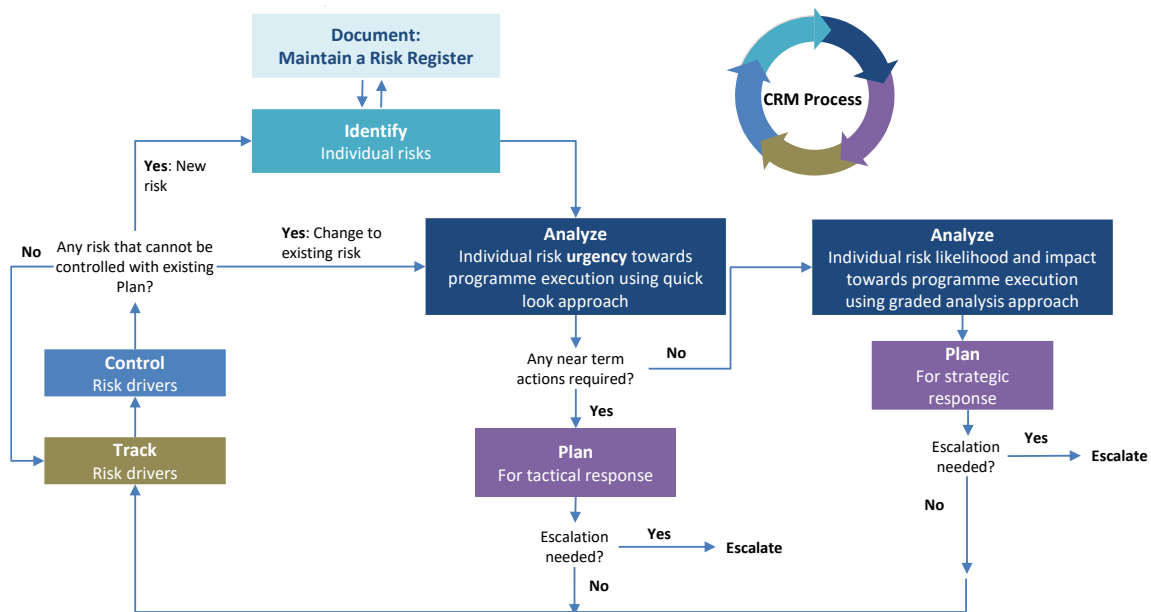 Document:
Maintain a Risk Register
CRM Process
Identify
Individual risks
Yes: New
risk
No
Any risk that cannot be
controlled with existing
Plan?
Yes: Change to
existing risk
Analyze
Individual risk urgency towards
programme execution using quick
look approach
Analyze
Individual risk likelihood and impact
towards programme execution
using graded analysis approach
Any near term
actions required?
No
Yes
Plan
For strategic
response
Control
Risk drivers
Track
Risk drivers
Plan
For tactical response
Escalation
needed?
Yes
Escalate
No
Escalation
needed?
Yes
Escalate
No